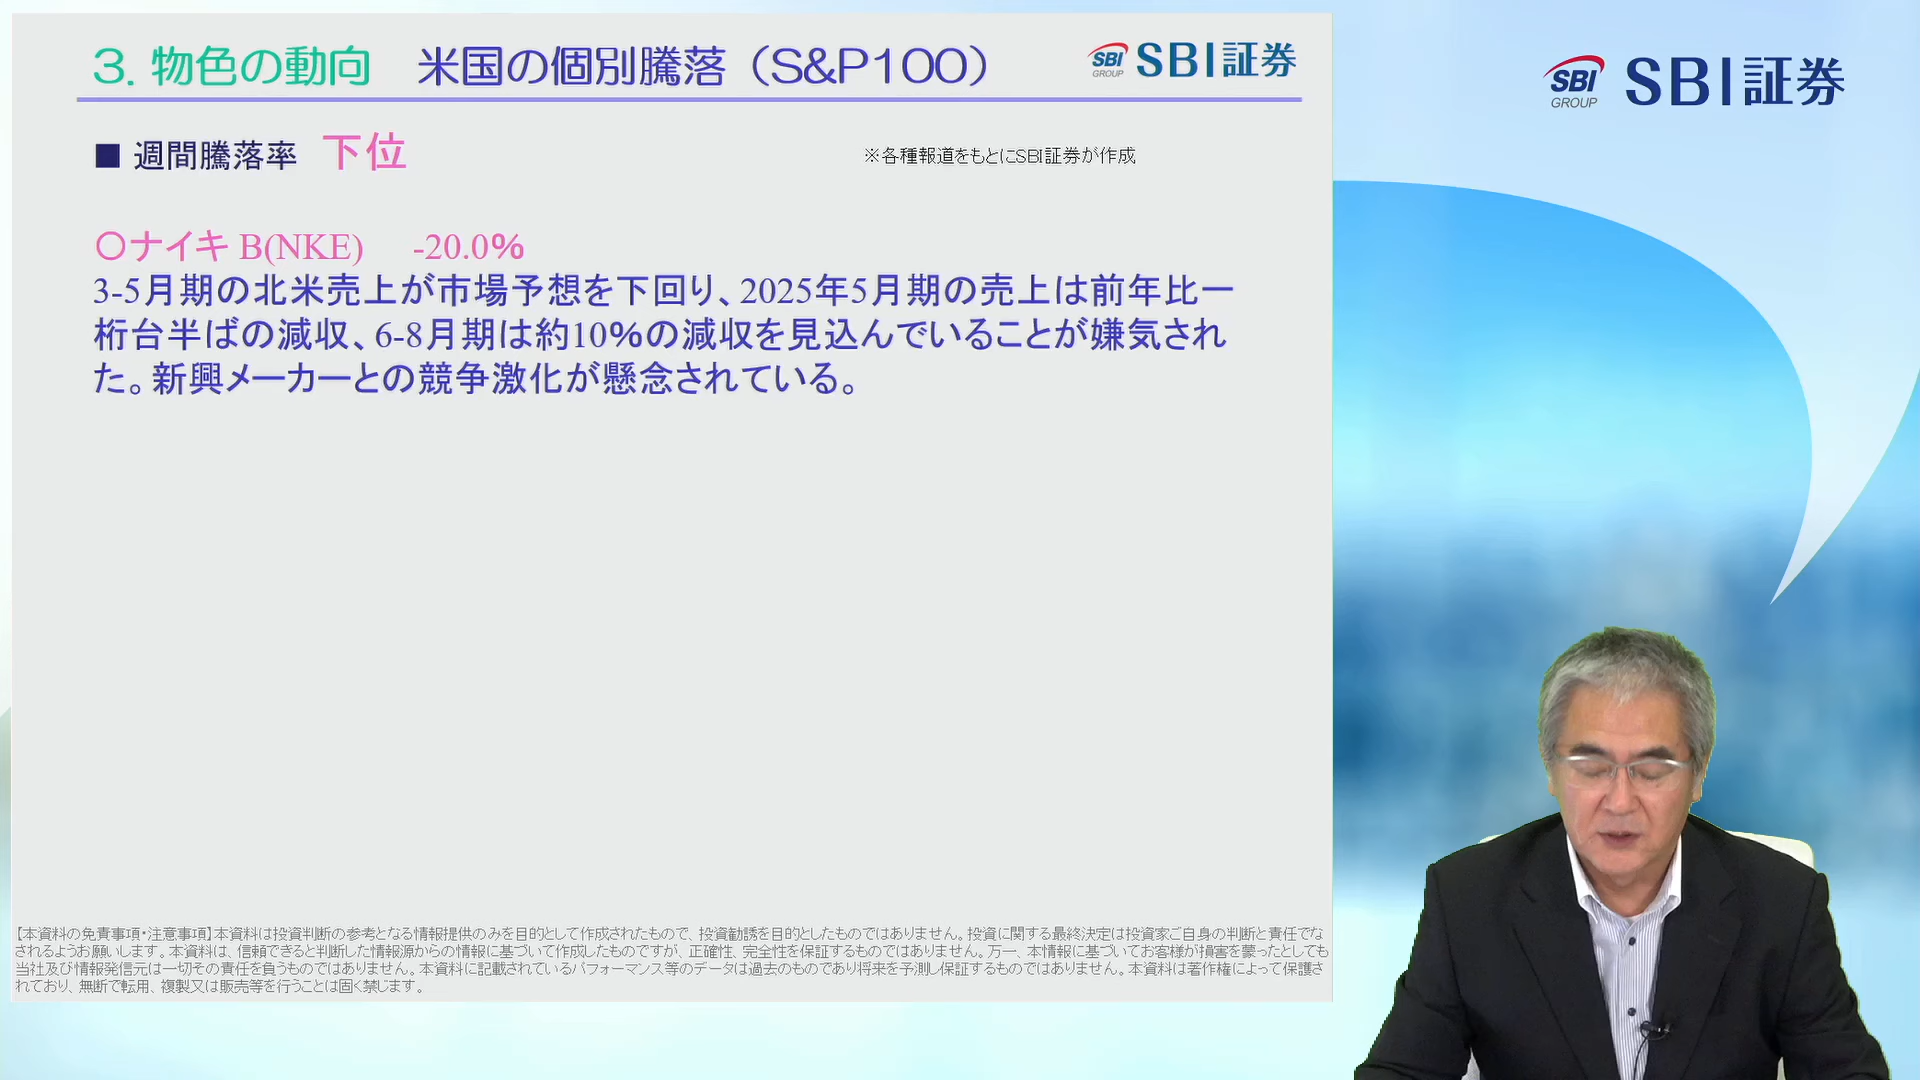 3. 物色の動向 米国の個別騰落（S&P100）
SBI GROUP SBI証券
SBI GROUP SBI証券
■ 週間騰落率 下位
※各種報道をもとにSBI証券が作成
〇ナイキ B(NKE) -20.0%
3-5月期の北米売上が市場予想を下回り、2025年5月期の売上は前年比一
桁台半ばの減収、6-8月期は約10%の減収を見込んでいることが嫌気され
た。新興メーカーとの競争激化が懸念されている。
【本資料の免責事項・注意事項】本資料は投資判断の参考となる情報提供のみを目的として作成されたもので、投資勧誘を目的としたものではありません。投資に関する最終決定は投資家ご自身の判断と責任でな
されるようお願いします。本資料は、信頼できると判断した情報源からの情報に基づいて作成したものですが、正確性、完全性を保証するものではありません。万一、本情報に基づいてお客様が損害を蒙ったとしても
当社及び情報発信元は一切その責任を負うものではありません。本資料に記載されているパフォーマンス等のデータは過去のものであり将来を予測し保証するものではありません。本資料は著作権によって保護さ
れており、無断で転用、複製又は販売等を行うことは固く禁じます。